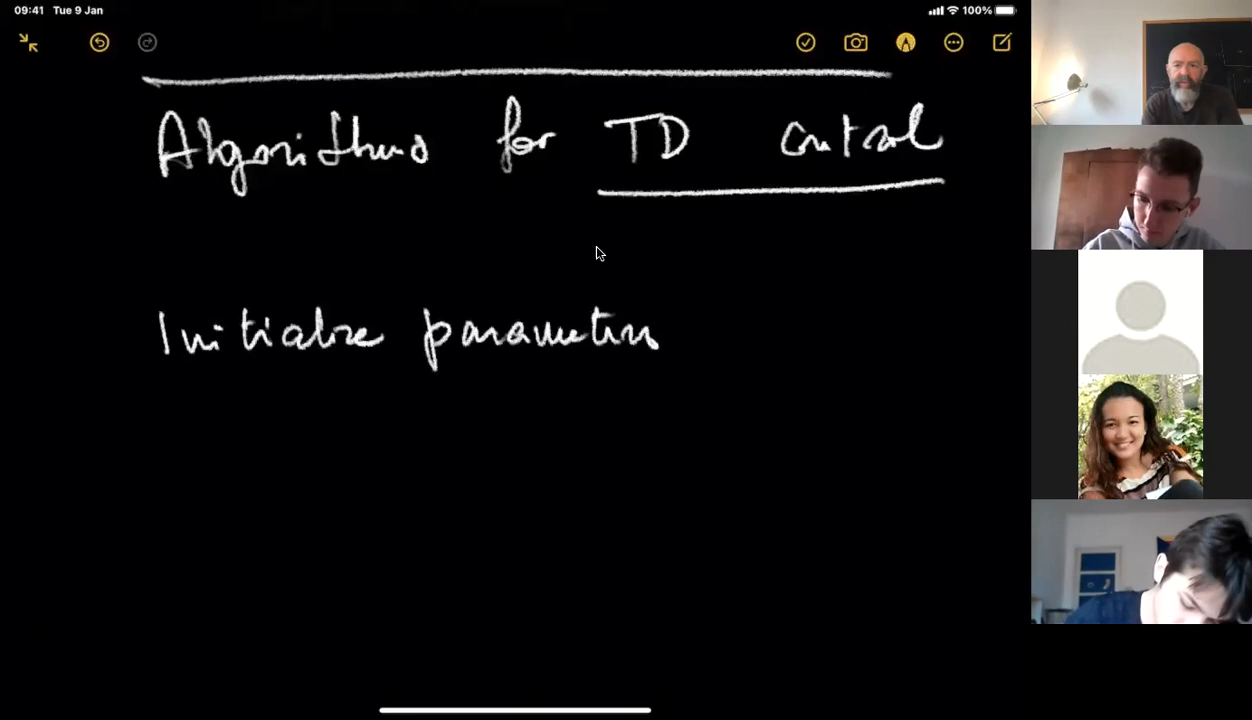 09:41 Tue 9 Jan 100%
Algorithms for TD control
Initialize parameters